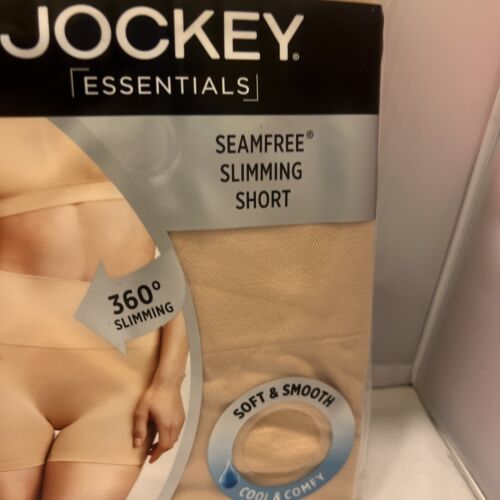 JOCKEY®
ESSENTIALS
SEAMFREE®
SLIMMING
SHORT
360°
SLIMMING
SOFT & SMOOTH
COOL & COMFY